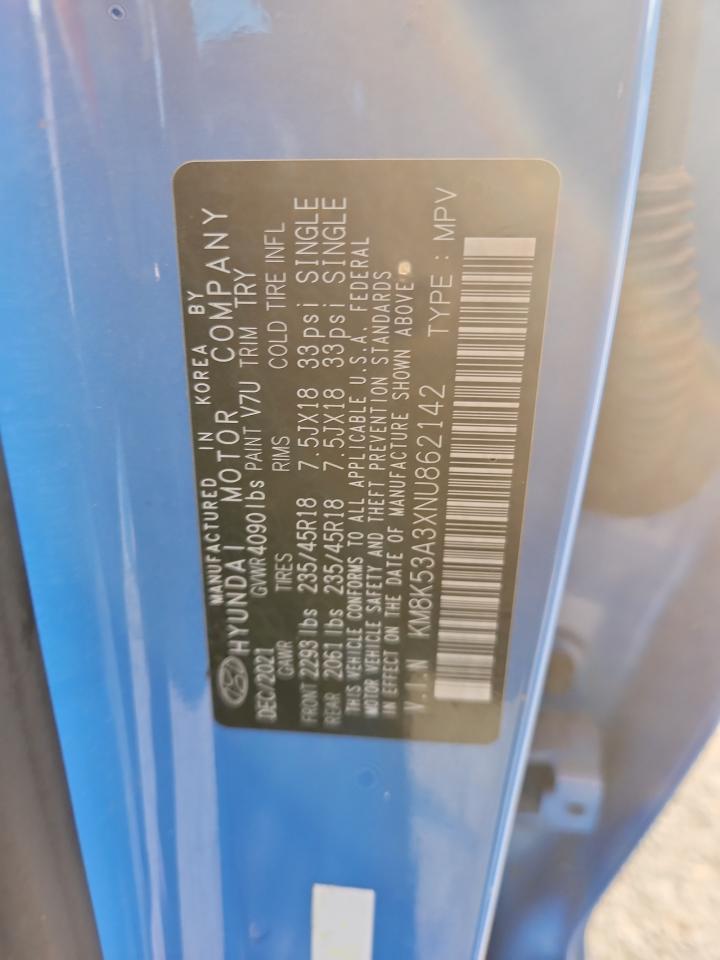 MANUFACTURED IN KOREA BY
HYUNDAI MOTOR COMPANY
DEC/2021 GVWR 4090lbs PAINT V7U TRIM TRY
GAWR TIRES RIMS COLD TIRE INFL
FRONT 2293 lbs 235/45R18 7.5JX18 33psi SINGLE
REAR 2061 lbs 235/45R18 7.5JX18 33psi SINGLE
THIS VEHICLE CONFORMS TO ALL APPLICABLE U.S.A. FEDERAL
MOTOR VEHICLE SAFETY AND THEFT PREVENTION STANDARDS
IN EFFECT ON THE DATE OF MANUFACTURE SHOWN ABOVE
V.I.N KM8K53A3XNU862142 TYPE : MPV